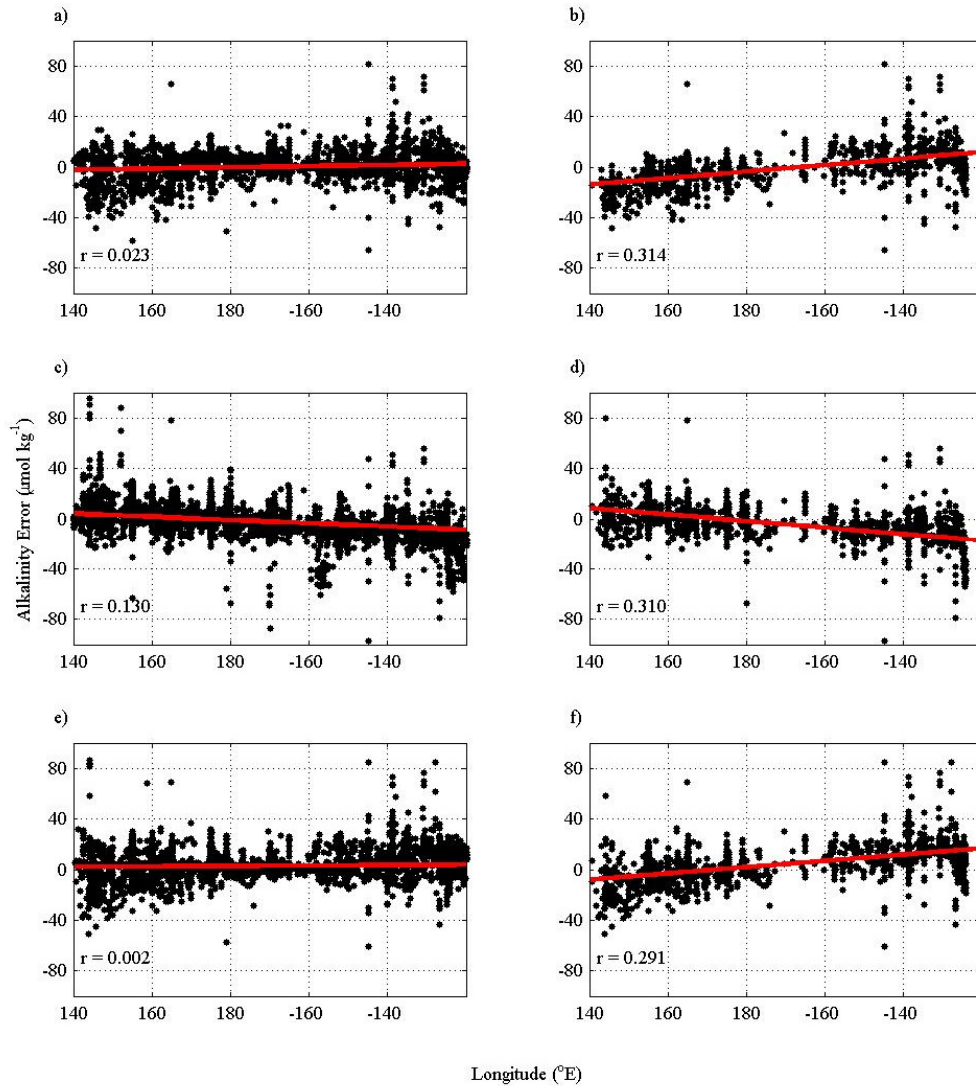 a)
80
40
0
-40
-80
r = 0.023
140 160 180 -160 -140
b)
80
40
0
-40
-80
r = 0.314
140 160 180 -160 -140
c)
80
40
0
-40
-80
r = 0.130
140 160 180 -160 -140
d)
80
40
0
-40
-80
r = 0.310
140 160 180 -160 -140
Alkalinity Error (µmol kg⁻¹)
e)
80
40
0
-40
-80
r = 0.002
140 160 180 -160 -140
f)
80
40
0
-40
-80
r = 0.291
140 160 180 -160 -140
Longitude (°E)